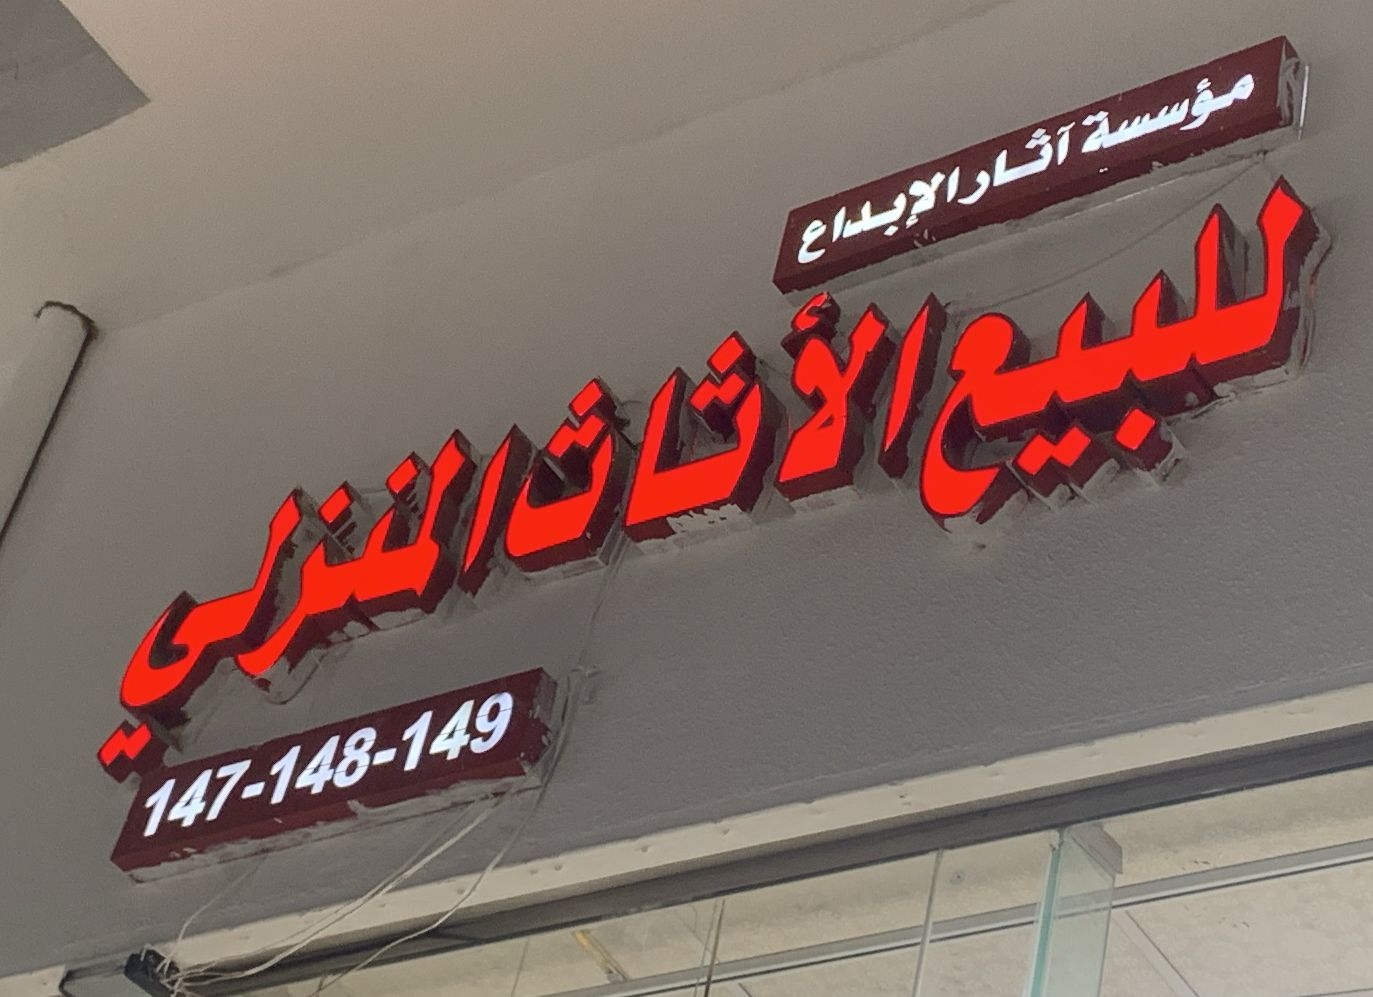 مؤسسة آثار الإبداع
للبيع الأثاث المنزلي
147-148-149